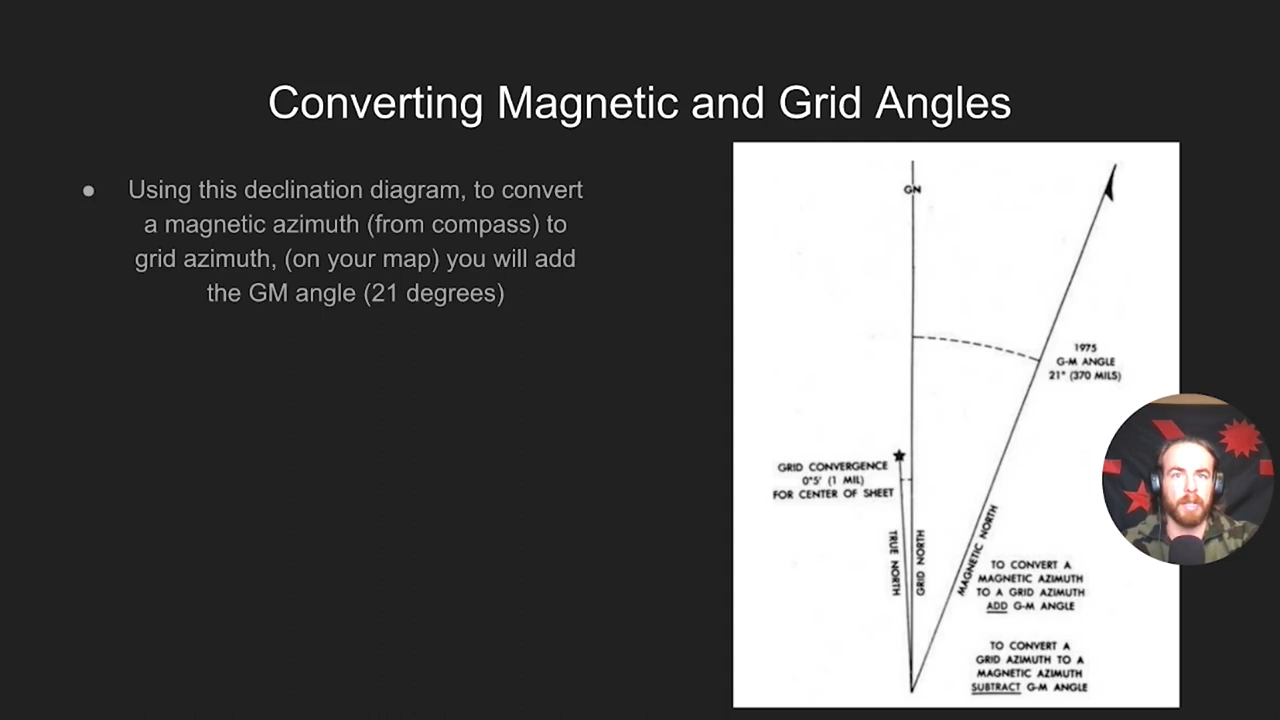 Converting Magnetic and Grid Angles
● Using this declination diagram, to convert
a magnetic azimuth (from compass) to
grid azimuth, (on your map) you will add
the GM angle (21 degrees)
GN
1975
G-M ANGLE
21° (370 MILS)
GRID CONVERGENCE
0°5' (1 MIL)
FOR CENTER OF SHEET
TRUE NORTH
GRID NORTH
MAGNETIC NORTH
TO CONVERT A
MAGNETIC AZIMUTH
TO A GRID AZIMUTH
ADD G-M ANGLE
TO CONVERT A
GRID AZIMUTH TO A
MAGNETIC AZIMUTH
SUBTRACT G-M ANGLE